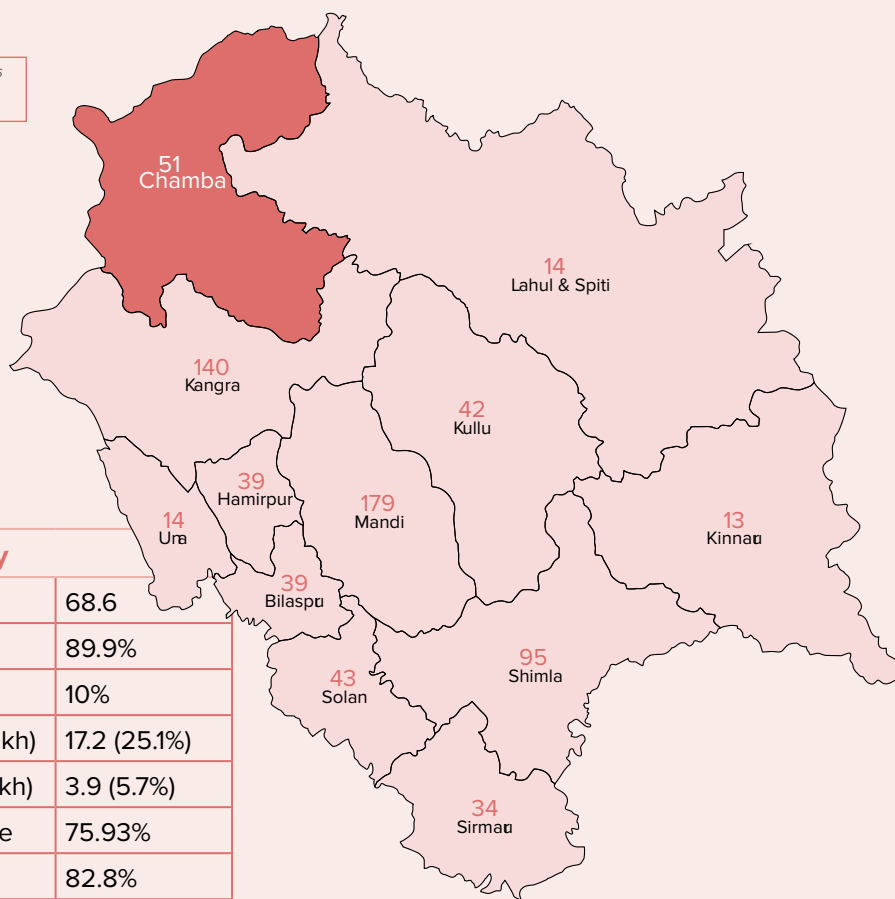 51
Chamba
14
Lahul & Spiti
140
Kangra
42
Kullu
39
Hamirpur
179
Mandi
14
Una
13
Kinnaur
39
Bilaspur
95
Shimla
43
Solan
34
Sirmaur
y
68.6
89.9%
10%
kh) 17.2 (25.1%)
kh) 3.9 (5.7%)
e 75.93%
82.8%